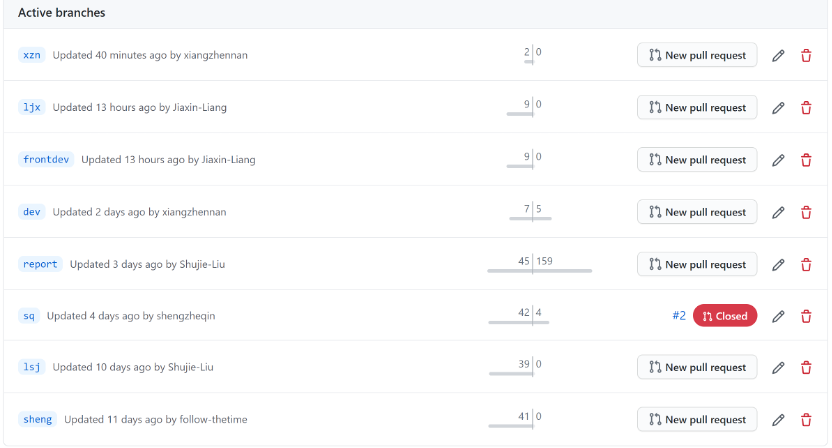 Active branches
xzn Updated 40 minutes ago by xiangzhennan 2 0 New pull request
ljx Updated 13 hours ago by Jiaxin-Liang 9 0 New pull request
frontdev Updated 13 hours ago by Jiaxin-Liang 9 0 New pull request
dev Updated 2 days ago by xiangzhennan 7 5 New pull request
report Updated 3 days ago by Shujie-Liu 45 159 New pull request
sq Updated 4 days ago by shengzheqin 42 4 #2 Closed
lsj Updated 10 days ago by Shujie-Liu 39 0 New pull request
sheng Updated 11 days ago by follow-thetime 41 0 New pull request